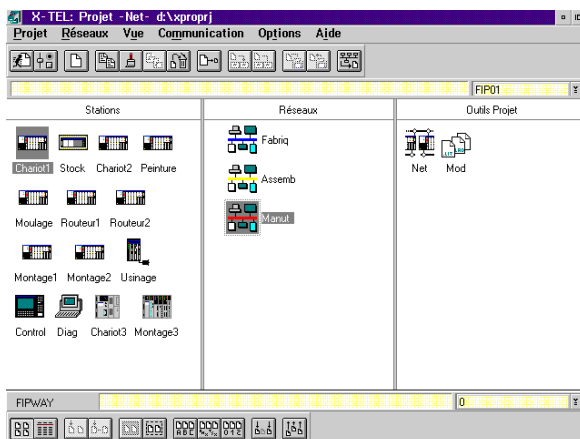 X-TEL: Projet -Net- d:\xproprj
Projet Réseaux Vue Communication Options Aide
FIP01
Stations Réseaux Outils Projet
Chariot1 Stock Chariot2 Peinture
Fabriq
Assemb
Manut
Net Mod
Moulage Routeur1 Routeur2
Montage1 Montage2 Usinage
Control Diag Chariot3 Montage3
FIPWAY 0